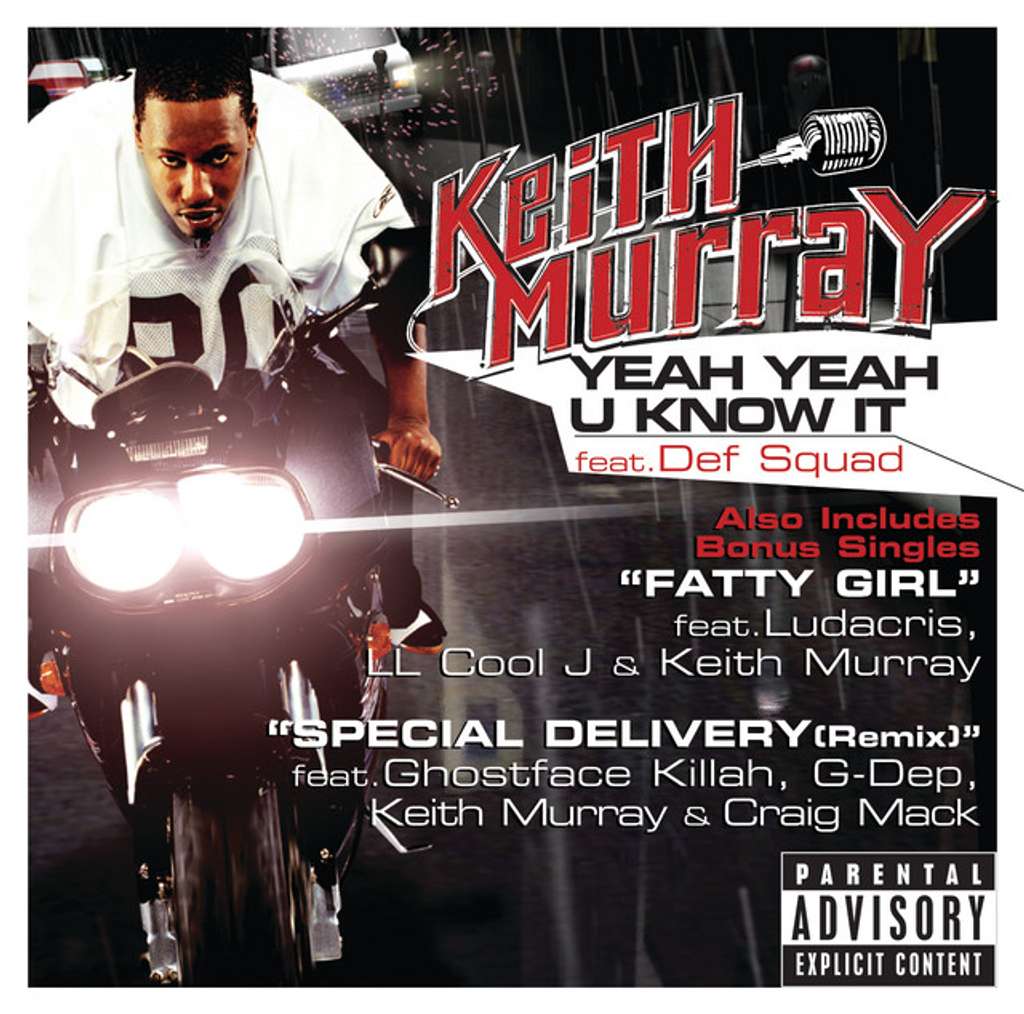 Keith
Murray
YEAH YEAH
U KNOW IT
feat.Def Squad
Also Includes
Bonus Singles
“FATTY GIRL”
feat.Ludacris,
LL Cool J & Keith Murray
“SPECIAL DELIVERY(Remix)”
feat.Ghostface Killah, G-Dep,
Keith Murray & Craig Mack
PARENTAL
ADVISORY
EXPLICIT CONTENT